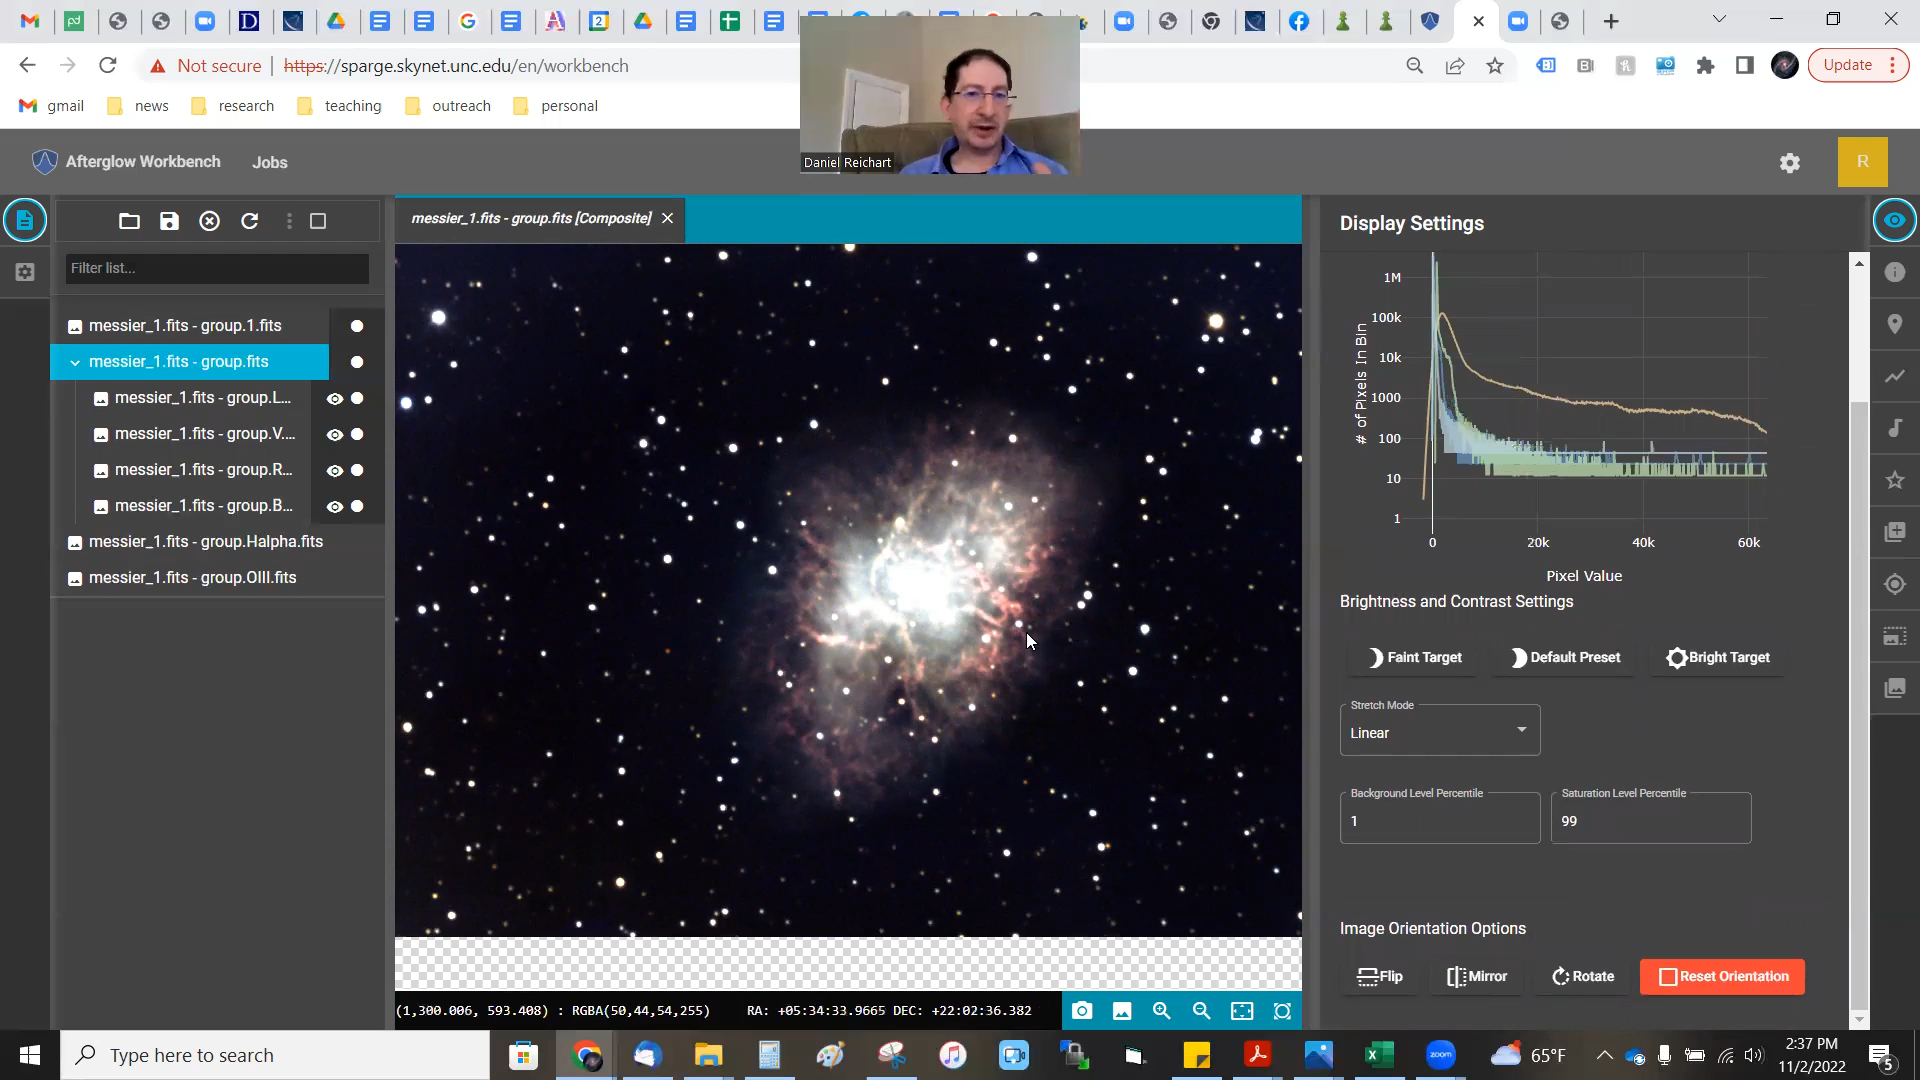 Not secure | https://sparge.skynet.unc.edu/en/workbench
Update
gmail news research teaching outreach personal
Daniel Reichart
Afterglow Workbench Jobs
R
messier_1.fits - group.fits [Composite]
Display Settings
Filter list...
messier_1.fits - group.1.fits
messier_1.fits - group.fits
messier_1.fits - group.L...
messier_1.fits - group.V....
messier_1.fits - group.R...
messier_1.fits - group.B...
messier_1.fits - group.Halpha.fits
messier_1.fits - group.OIII.fits
# of Pixels In Bin
1M
100k
10k
1000
100
10
1
0 20k 40k 60k
Pixel Value
Brightness and Contrast Settings
Faint Target Default Preset Bright Target
Stretch Mode
Linear
Background Level Percentile Saturation Level Percentile
1 99
Image Orientation Options
Flip Mirror Rotate Reset Orientation
(1,300.006, 593.408) : RGBA(50,44,54,255) RA: +05:34:33.9665 DEC: +22:02:36.382
Type here to search
zoom
65°F
2:37 PM
11/2/2022
5